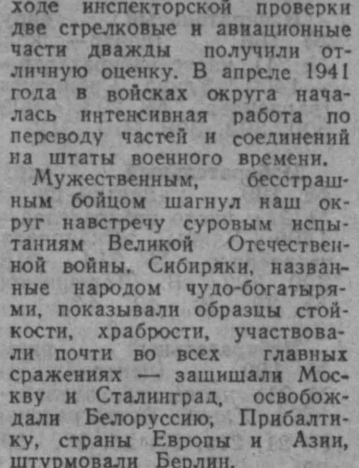 ходе инспекторской проверки
две стрелковые и авиационные
части дважды получили от-
личную оценку. В апреле 1941
года в войсках округа нача-
лась интенсивная работа по
переводу частей и соединений
на штаты военного времени.
Мужественным, бесстраш-
ным бойцом шагнул наш ок-
руг навстречу суровым испы-
таниям Великой Отечествен-
ной войны. Сибиряки, назван-
ные народом чудо-богатыря-
ми, показывали образцы стой-
кости, храбрости, участвова-
ли почти во всех главных
сражениях — защищали Мос-
кву и Сталинград, освобож-
дали Белоруссию, Прибалти-
ку, страны Европы и Азии,
штурмовали Берлин.